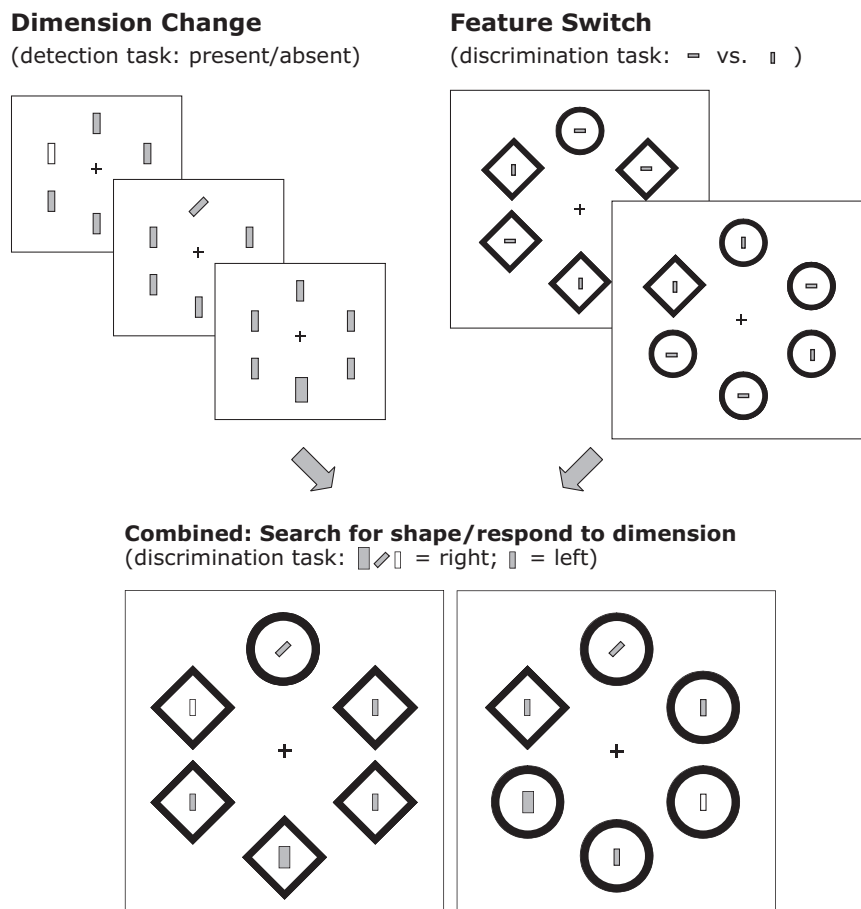 Dimension Change
(detection task: present/absent)
Feature Switch
(discrimination task: vs. )
Combined: Search for shape/respond to dimension
(discrimination task: = right; = left)